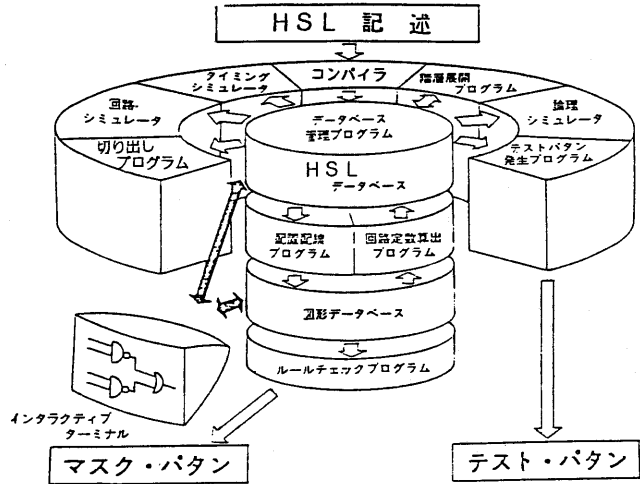 HSL 記 述
コンパイラ
タイミング
シミュレータ
階層展開
プログラム
回路
シミュレータ
論理
シミュレータ
切り出し
プログラム
テストパタン
発生プログラム
データベース
管理プログラム
HSL
データベース
配置配線
プログラム
回路定数算出
プログラム
図形データベース
ルールチェックプログラム
インタラクティブ
ターミナル
マスク・パタン
テスト・パタン